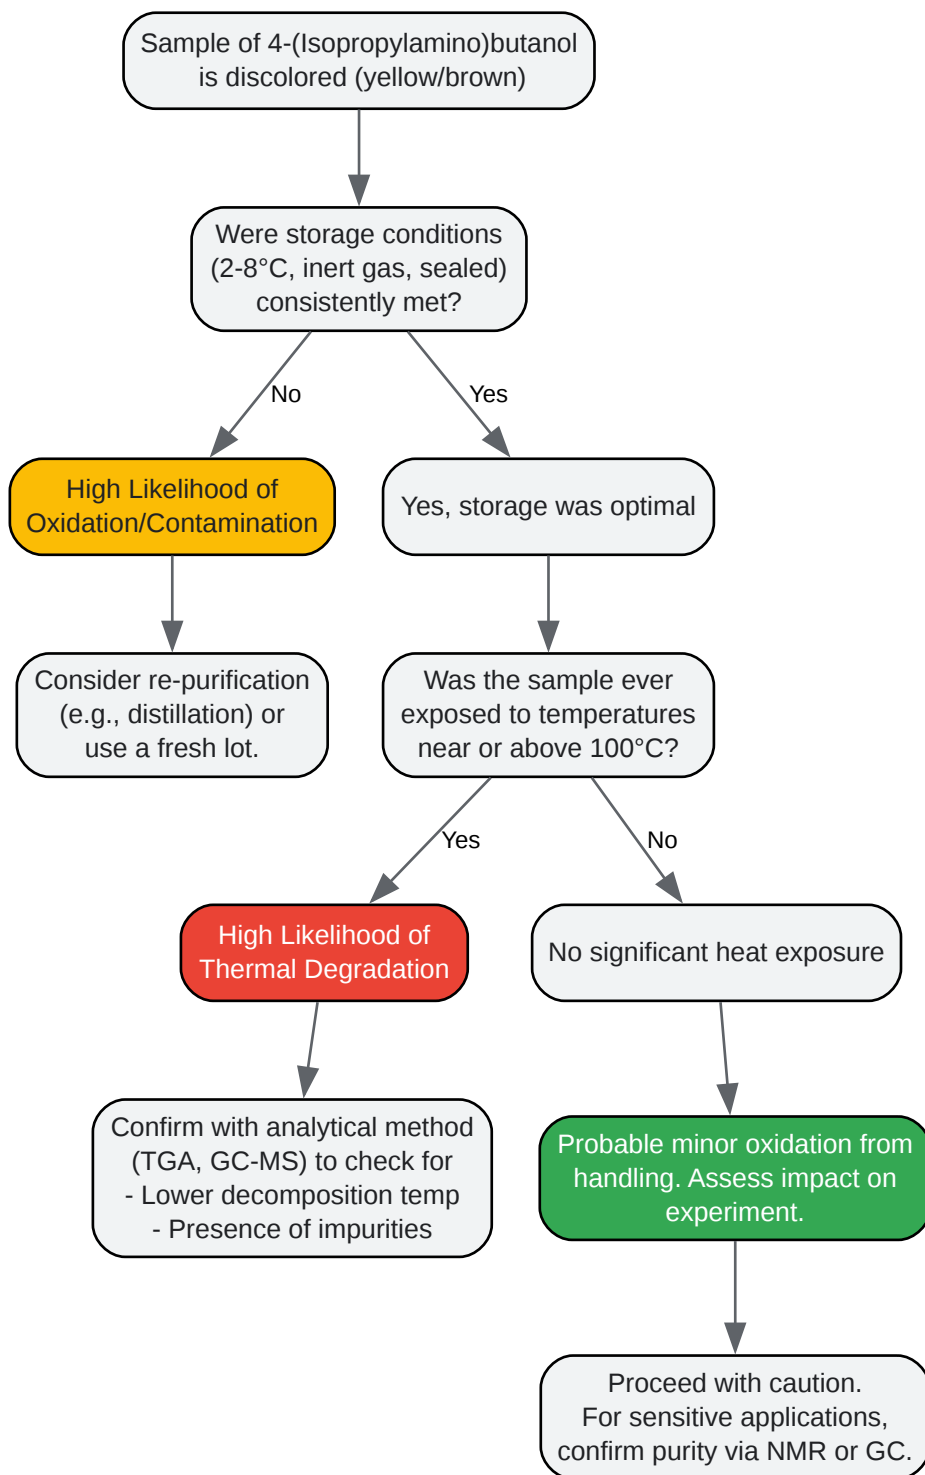 Sample of 4-(Isopropylamino)butanol
is discolored (yellow/brown)
Were storage conditions
(2-8°C, inert gas, sealed)
consistently met?
No
Yes
High Likelihood of
Oxidation/Contamination
Yes, storage was optimal
Consider re-purification
(e.g., distillation) or
use a fresh lot.
Was the sample ever
exposed to temperatures
near or above 100°C?
Yes
No
High Likelihood of
Thermal Degradation
No significant heat exposure
Confirm with analytical method
(TGA, GC-MS) to check for
- Lower decomposition temp
- Presence of impurities
Probable minor oxidation from
handling. Assess impact on
experiment.
Proceed with caution.
For sensitive applications,
confirm purity via NMR or GC.